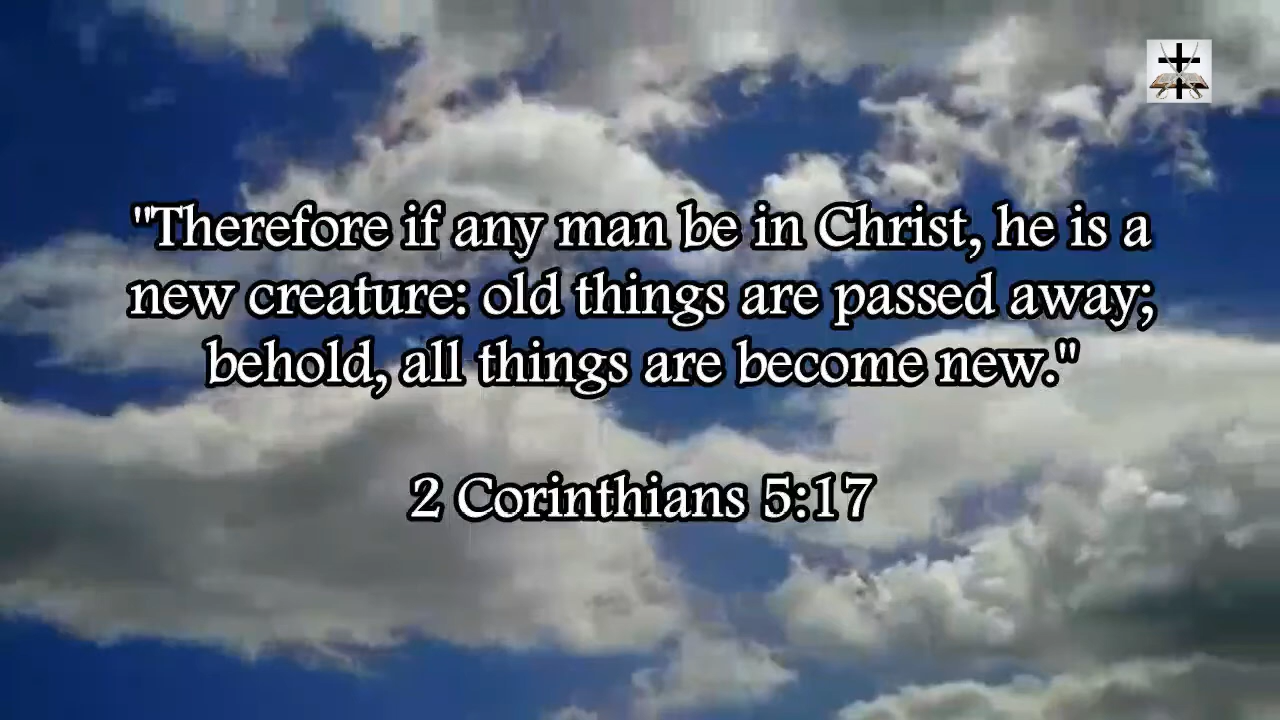 "Therefore if any man be in Christ, he is a
new creature: old things are passed away;
behold, all things are become new."
2 Corinthians 5:17